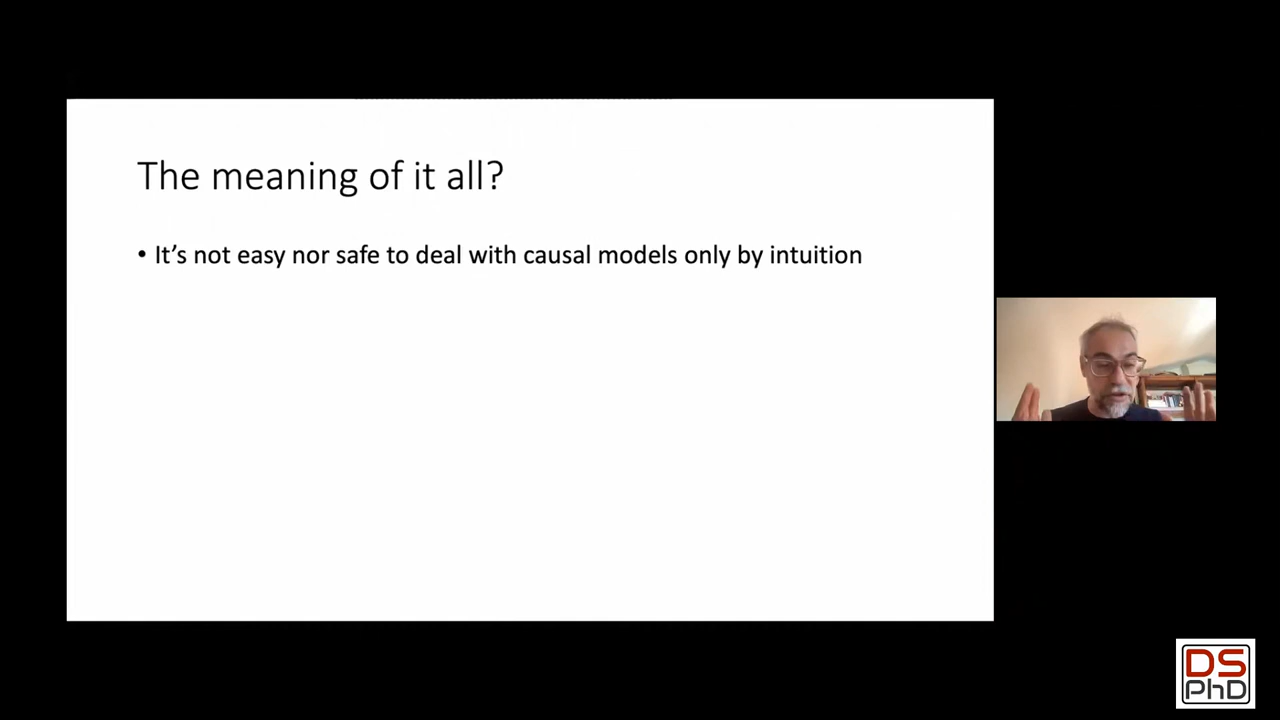 The meaning of it all?
• It's not easy nor safe to deal with causal models only by intuition
DS
PhD